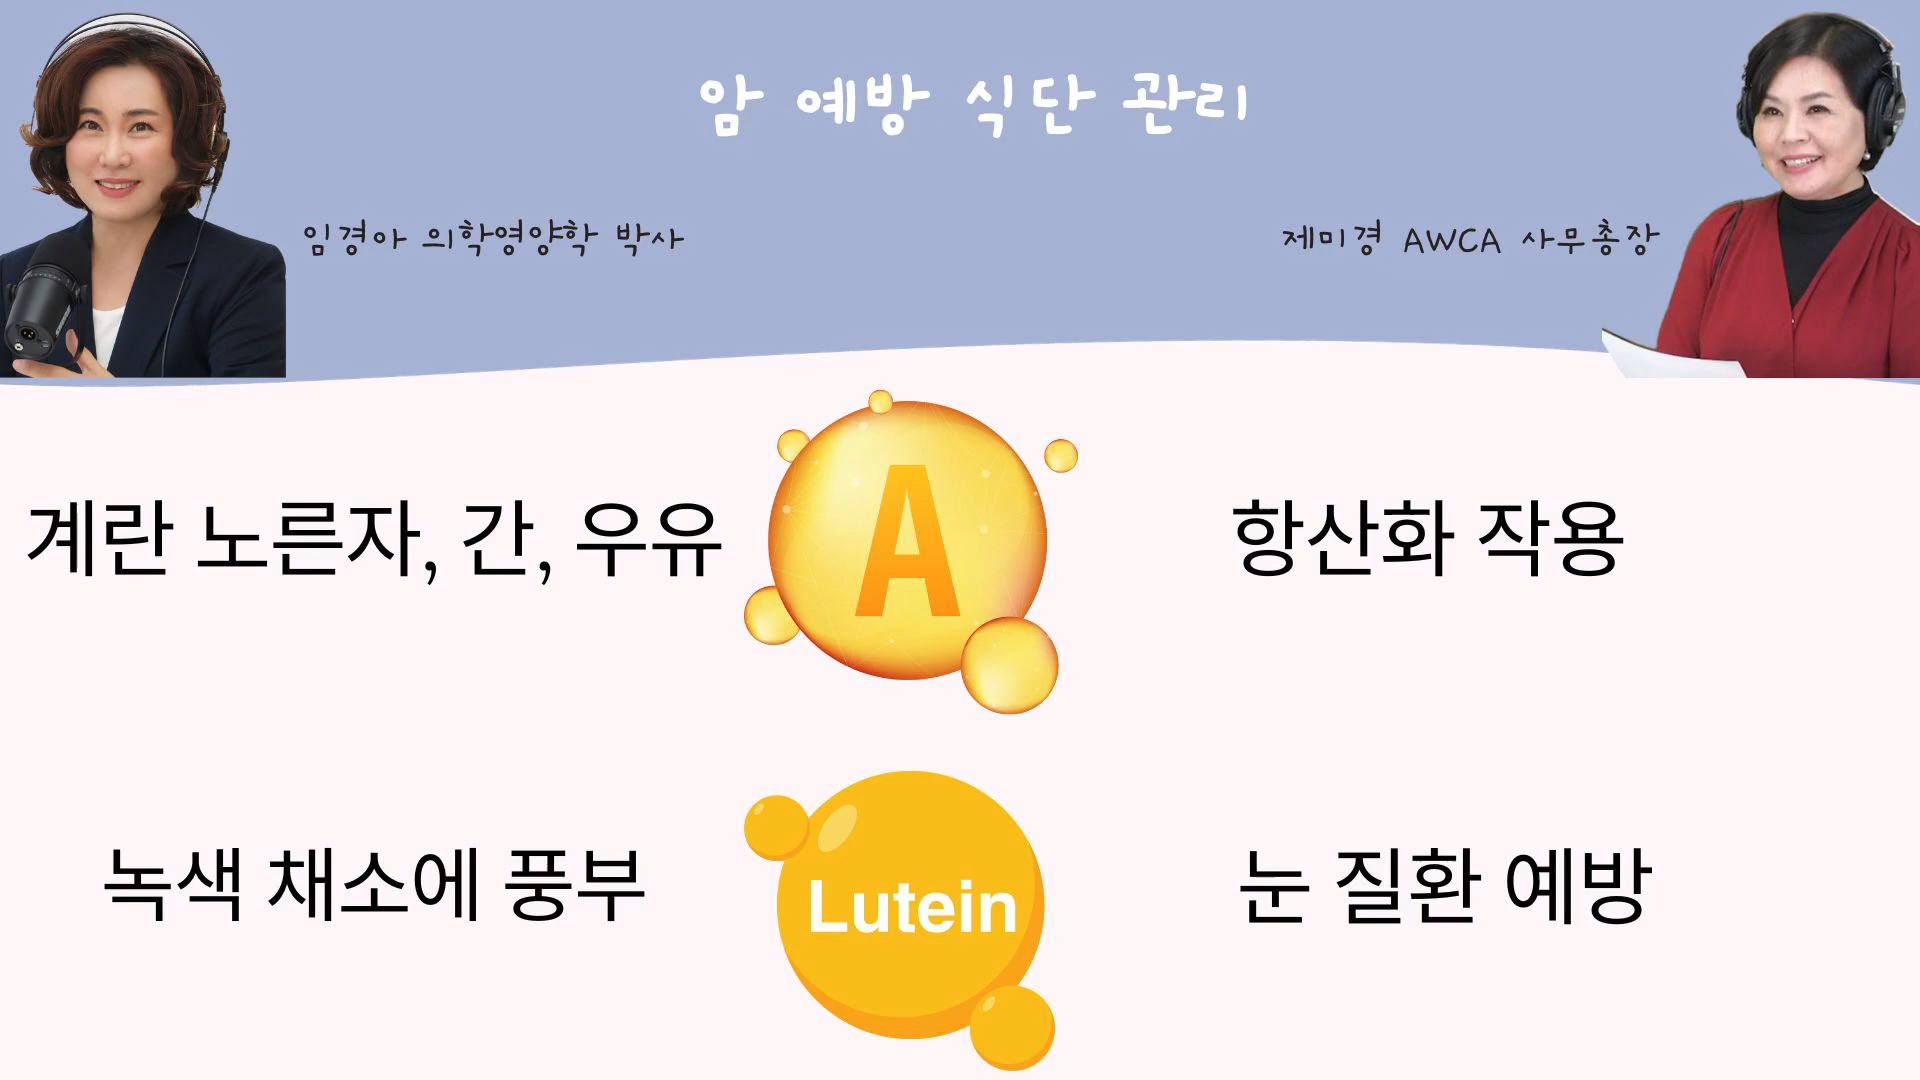 암 예방 식단 관리
임경아 의학영양학 박사
제미경 AWCA 사무총장
계란 노른자, 간, 우유
A
항산화 작용
녹색 채소에 풍부
Lutein
눈 질환 예방